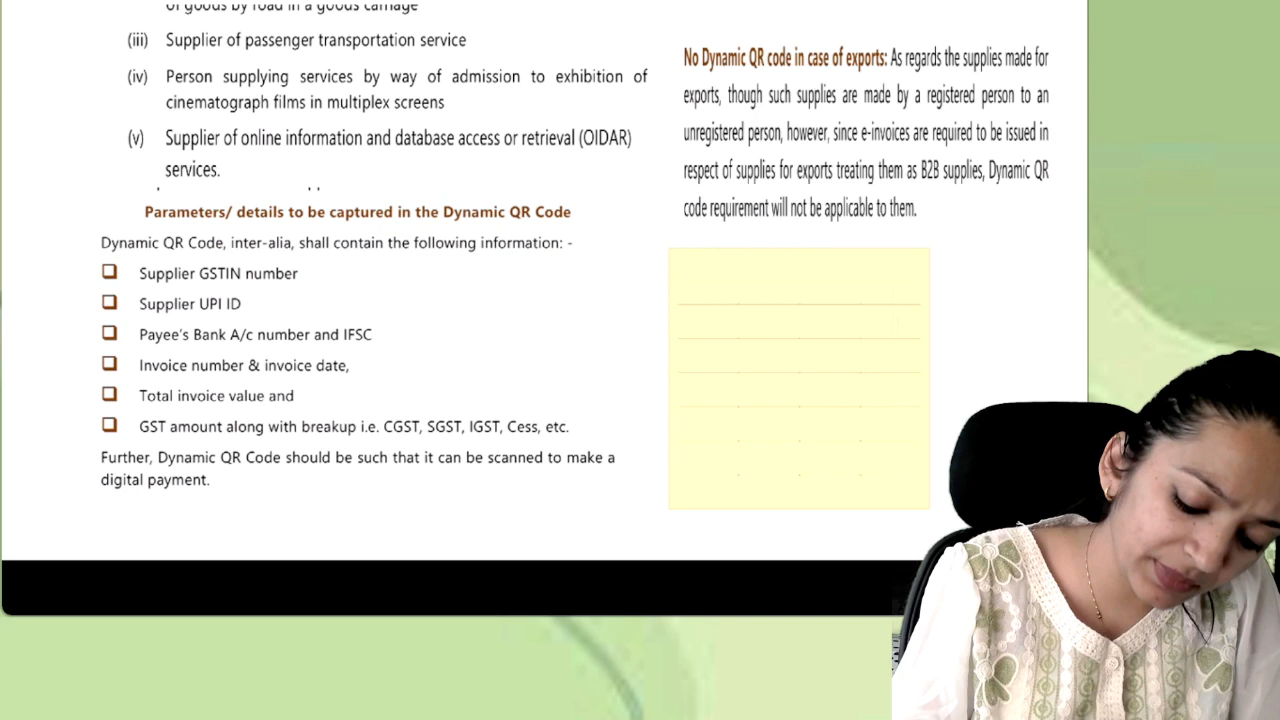 of goods by road in a goods carriage
(iii) Supplier of passenger transportation service
(iv) Person supplying services by way of admission to exhibition of
cinematograph films in multiplex screens
(v) Supplier of online information and database access or retrieval (OIDAR)
services.
Parameters/ details to be captured in the Dynamic QR Code
Dynamic QR Code, inter-alia, shall contain the following information: -
❑ Supplier GSTIN number
❑ Supplier UPI ID
❑ Payee's Bank A/c number and IFSC
❑ Invoice number & invoice date,
❑ Total invoice value and
❑ GST amount along with breakup i.e. CGST, SGST, IGST, Cess, etc.
Further, Dynamic QR Code should be such that it can be scanned to make a
digital payment.
No Dynamic QR code in case of exports: As regards the supplies made for
exports, though such supplies are made by a registered person to an
unregistered person, however, since e-invoices are required to be issued in
respect of supplies for exports treating them as B2B supplies, Dynamic QR
code requirement will not be applicable to them.